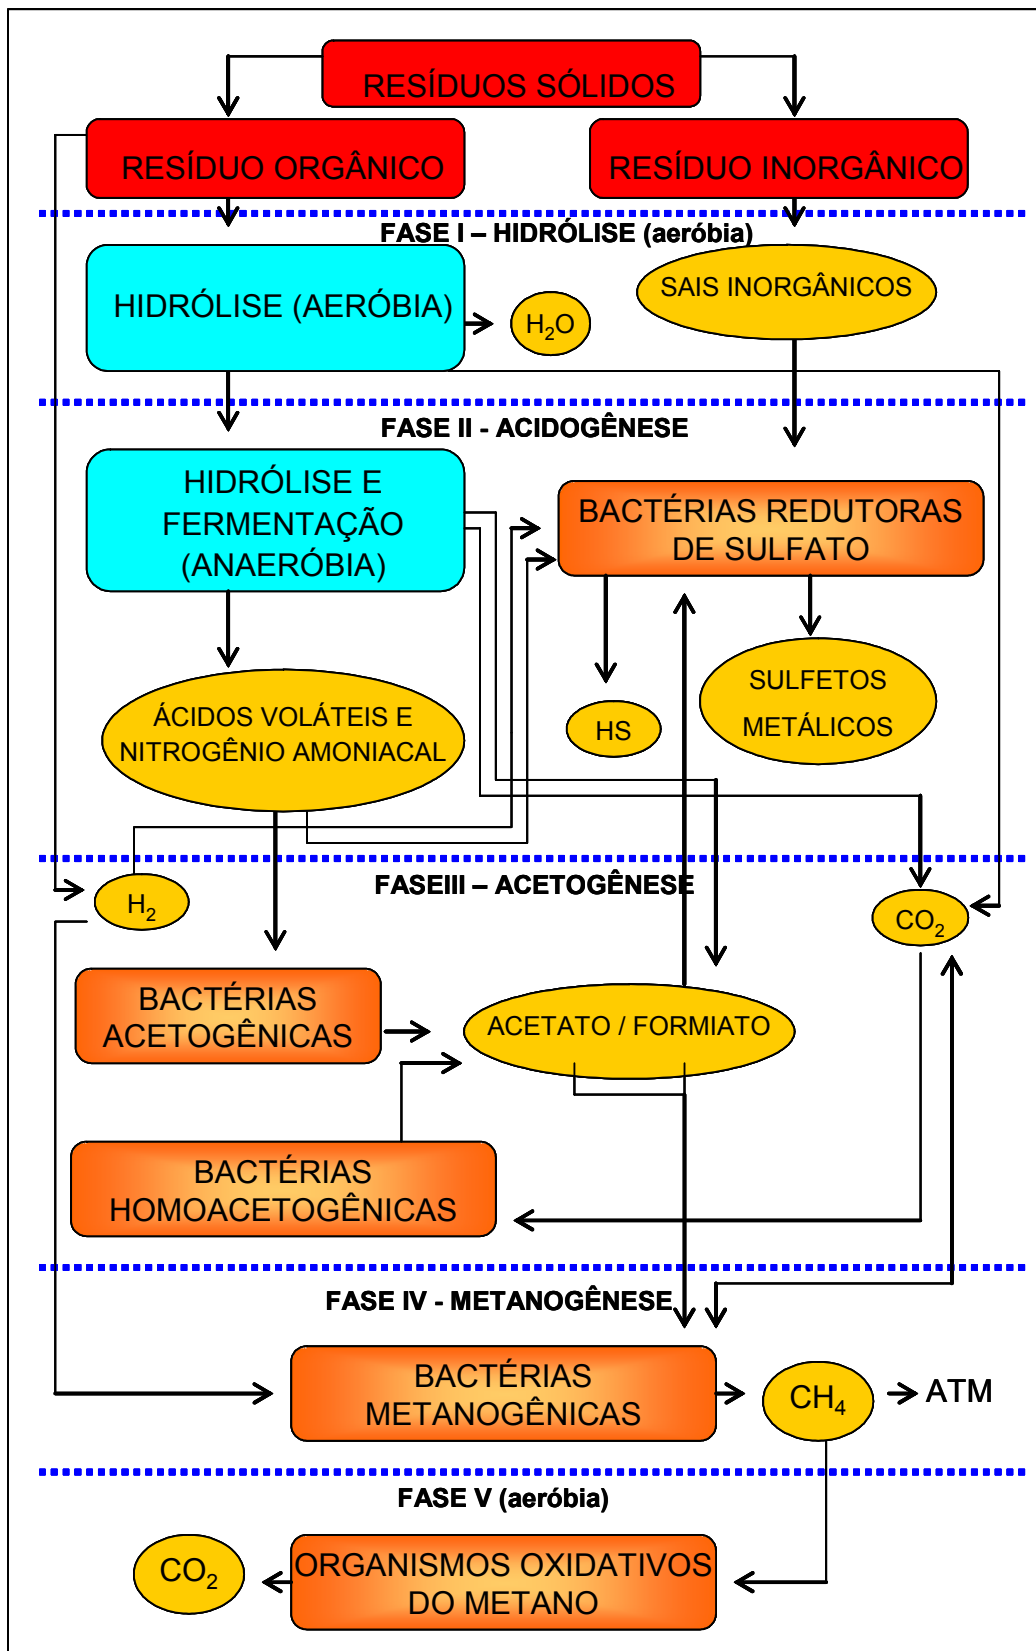 RESÍDUOS SÓLIDOS
RESÍDUO ORGÂNICO
RESÍDUO INORGÂNICO
FASE I – HIDRÓLISE (aeróbia)
HIDRÓLISE (AERÓBIA)
H₂O
SAIS INORGÂNICOS
FASE II - ACIDOGÊNESE
HIDRÓLISE E
FERMENTAÇÃO
(ANAERÓBIA)
BACTÉRIAS REDUTORAS
DE SULFATO
ÁCIDOS VOLÁTEIS E
NITROGÊNIO AMONIACAL
HS
SULFETOS
METÁLICOS
FASEIII – ACETOGÊNESE
H₂
CO₂
BACTÉRIAS
ACETOGÊNICAS
ACETATO / FORMIATO
BACTÉRIAS
HOMOACETOGÊNICAS
FASE IV - METANOGÊNESE
BACTÉRIAS
METANOGÊNICAS
CH₄
ATM
FASE V (aeróbia)
CO₂
ORGANISMOS OXIDATIVOS
DO METANO